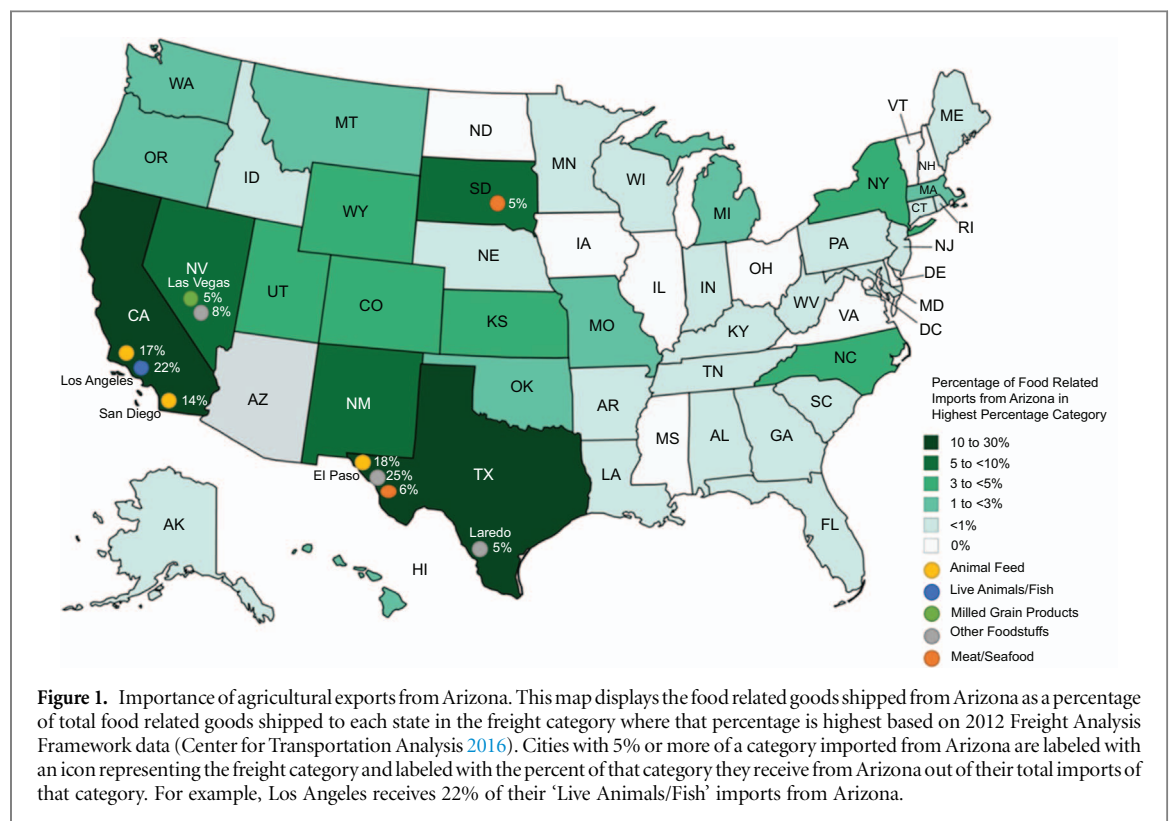 WA
MT
ND
VT
ME
OR
ID
MN
SD
5%
WI
NH
NY
MA
CT
RI
WY
MI
IA
NE
PA
NJ
NV
Las Vegas
5%
8%
UT
CO
KS
IL
IN
OH
DE
WV
MD
VA
DC
CA
MO
KY
17%
22%
Los Angeles
NC
TN
San Diego
14%
AZ
NM
OK
AR
SC
MS
AL
GA
LA
El Paso
18%
25%
6%
TX
Laredo
5%
FL
AK
HI
Percentage of Food Related
Imports from Arizona in
Highest Percentage Category
10 to 30%
5 to <10%
3 to <5%
1 to <3%
<1%
0%
Animal Feed
Live Animals/Fish
Milled Grain Products
Other Foodstuffs
Meat/Seafood
Figure 1. Importance of agricultural exports from Arizona. This map displays the food related goods shipped from Arizona as a percentage
of total food related goods shipped to each state in the freight category where that percentage is highest based on 2012 Freight Analysis
Framework data (Center for Transportation Analysis 2016). Cities with 5% or more of a category imported from Arizona are labeled with
an icon representing the freight category and labeled with the percent of that category they receive from Arizona out of their total imports of
that category. For example, Los Angeles receives 22% of their ‘Live Animals/Fish’ imports from Arizona.